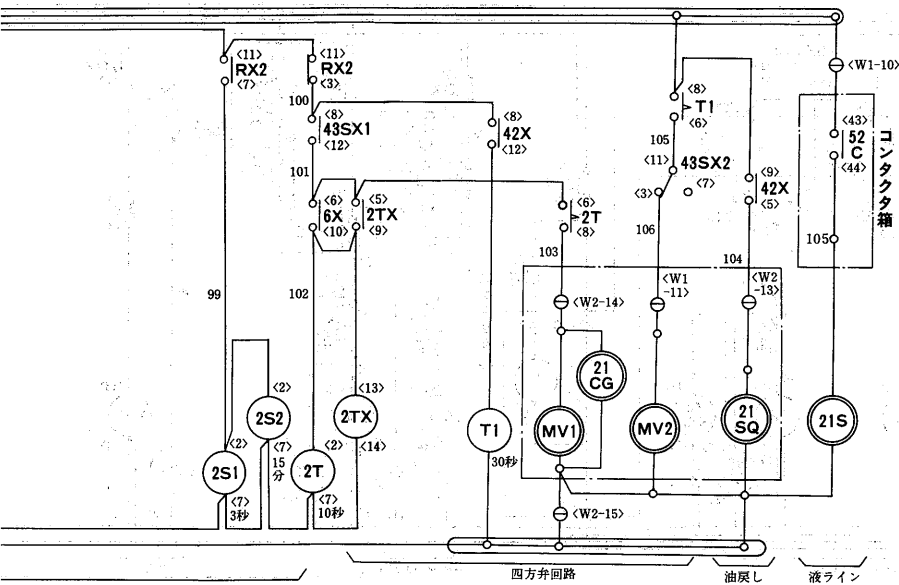 <11>
RX2
<7>
<11>
RX2
<3>
100
<8>
43SX1
<12>
101
<8>
42X
<12>
<6>
6X
<10>
<5>
2TX
<9>
<6>
2T
<8>
103
<8>
T1
<6>
105
<11>
43SX2
<3>
<7>
106
<9>
42X
<5>
104
<W1-10>
<43>
52
C
<44>
105
コンタクタ箱
99
102
<W2-14>
<W1
-11>
<W2
-13>
21
CG
<2>
2S2
<7>
15
分
<2>
2S1
<7>
3秒
<2>
2T
<7>
10秒
<13>
2TX
<14>
T1
30秒
MV1
MV2
21
SQ
21S
<W2-15>
四方弁回路
油戻し
液ライン